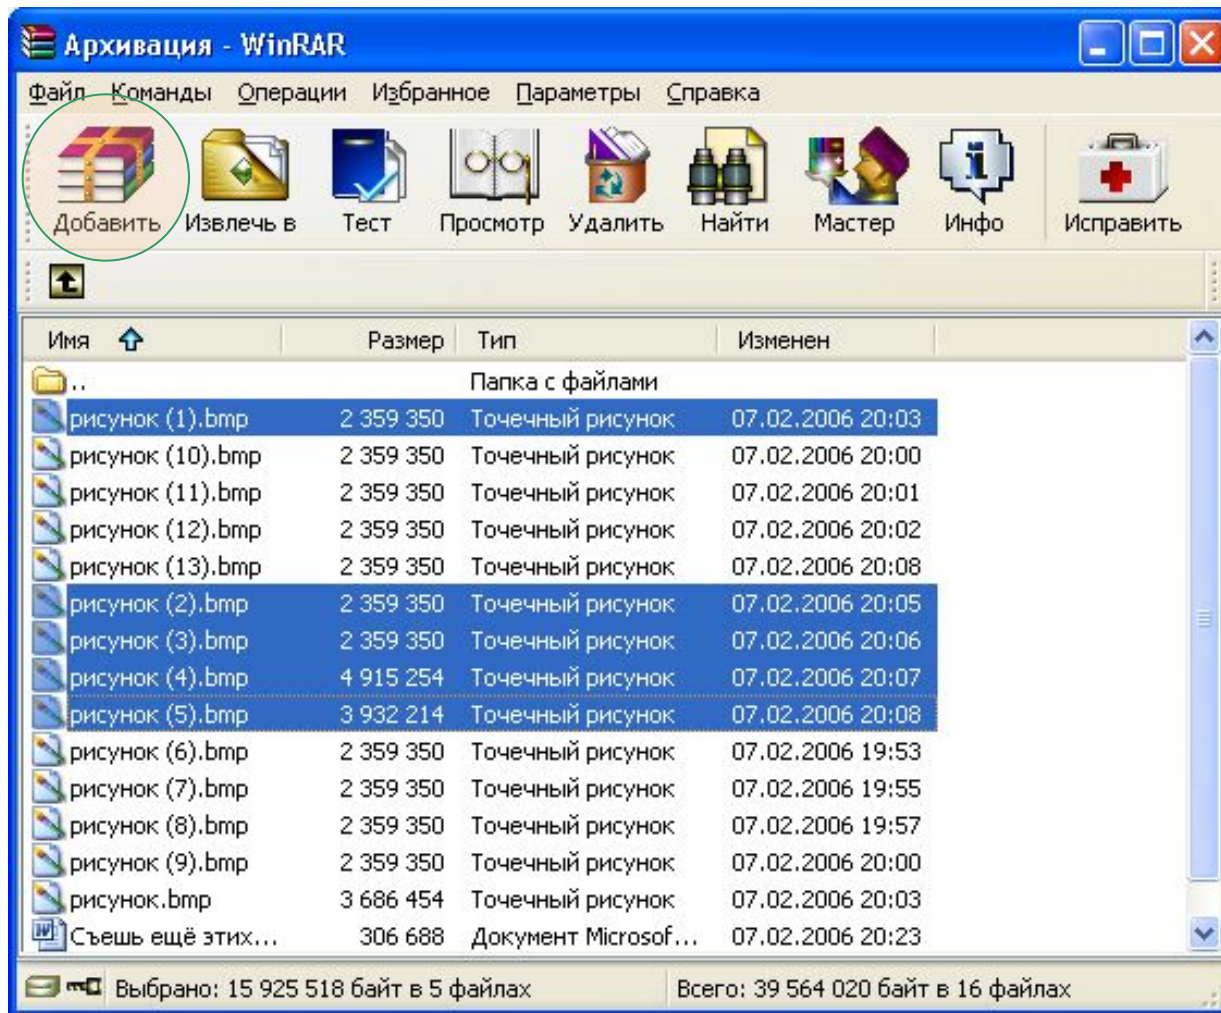 Архивация - WinRAR
Файл Команды Операции Избранное Параметры Справка
Добавить Извлечь в Тест Просмотр Удалить Найти Мастер Инфо Исправить
Имя Размер Тип Изменен
.. Папка с файлами
рисунок (1).bmp 2 359 350 Точечный рисунок 07.02.2006 20:03
рисунок (10).bmp 2 359 350 Точечный рисунок 07.02.2006 20:00
рисунок (11).bmp 2 359 350 Точечный рисунок 07.02.2006 20:01
рисунок (12).bmp 2 359 350 Точечный рисунок 07.02.2006 20:02
рисунок (13).bmp 2 359 350 Точечный рисунок 07.02.2006 20:08
рисунок (2).bmp 2 359 350 Точечный рисунок 07.02.2006 20:05
рисунок (3).bmp 2 359 350 Точечный рисунок 07.02.2006 20:06
рисунок (4).bmp 4 915 254 Точечный рисунок 07.02.2006 20:07
рисунок (5).bmp 3 932 214 Точечный рисунок 07.02.2006 20:08
рисунок (6).bmp 2 359 350 Точечный рисунок 07.02.2006 19:53
рисунок (7).bmp 2 359 350 Точечный рисунок 07.02.2006 19:55
рисунок (8).bmp 2 359 350 Точечный рисунок 07.02.2006 19:57
рисунок (9).bmp 2 359 350 Точечный рисунок 07.02.2006 20:00
рисунок.bmp 3 686 454 Точечный рисунок 07.02.2006 20:03
Съешь ещё этих... 306 688 Документ Microsof... 07.02.2006 20:23
Выбрано: 15 925 518 байт в 5 файлах Всего: 39 564 020 байт в 16 файлах